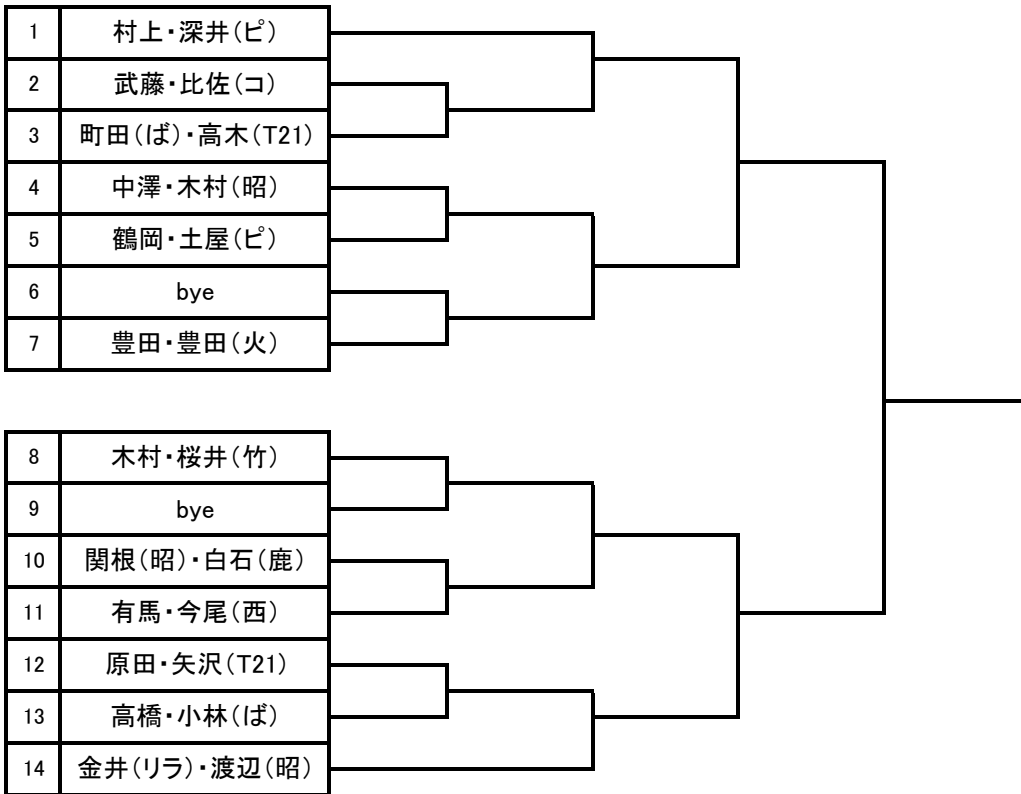 1 村上・深井（ピ）
2 武藤・比佐（コ）
3 町田（ば）・高木（T21）
4 中澤・木村（昭）
5 鶴岡・土屋（ピ）
6 bye
7 豊田・豊田（火）
8 木村・桜井（竹）
9 bye
10 関根（昭）・白石（鹿）
11 有馬・今尾（西）
12 原田・矢沢（T21）
13 高橋・小林（ば）
14 金井（リラ）・渡辺（昭）